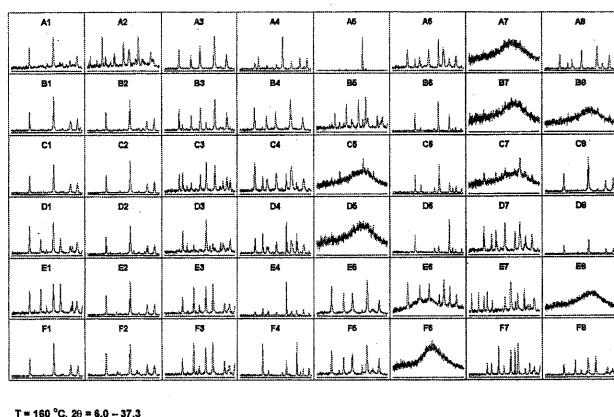 A1 A2 A3 A4 A5 A6 A7 A8
B1 B2 B3 B4 B5 B6 B7 B8
C1 C2 C3 C4 C5 C6 C7 C8
D1 D2 D3 D4 D5 D6 D7 D8
E1 E2 E3 E4 E5 E6 E7 E8
F1 F2 F3 F4 F5 F6 F7 F8
T = 160 °C, 2θ = 6.0 – 37.3